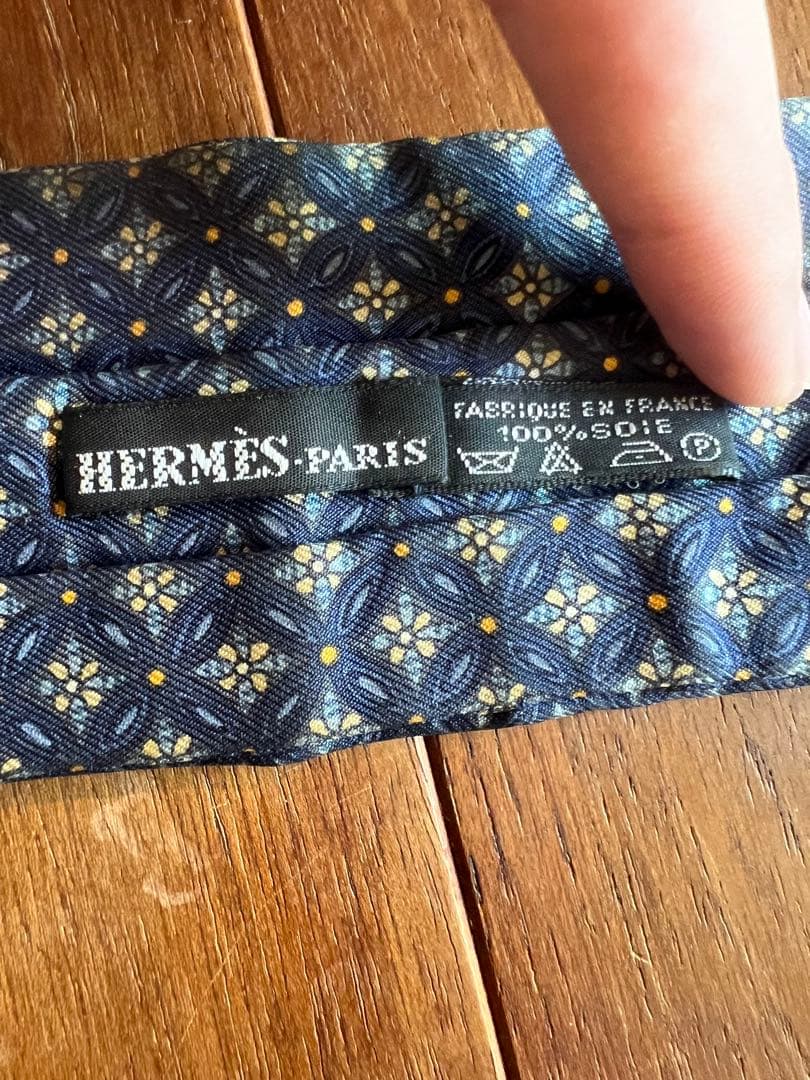 HERMÈS-PARIS
FABRIQUE EN FRANCE
100%SOIE
P